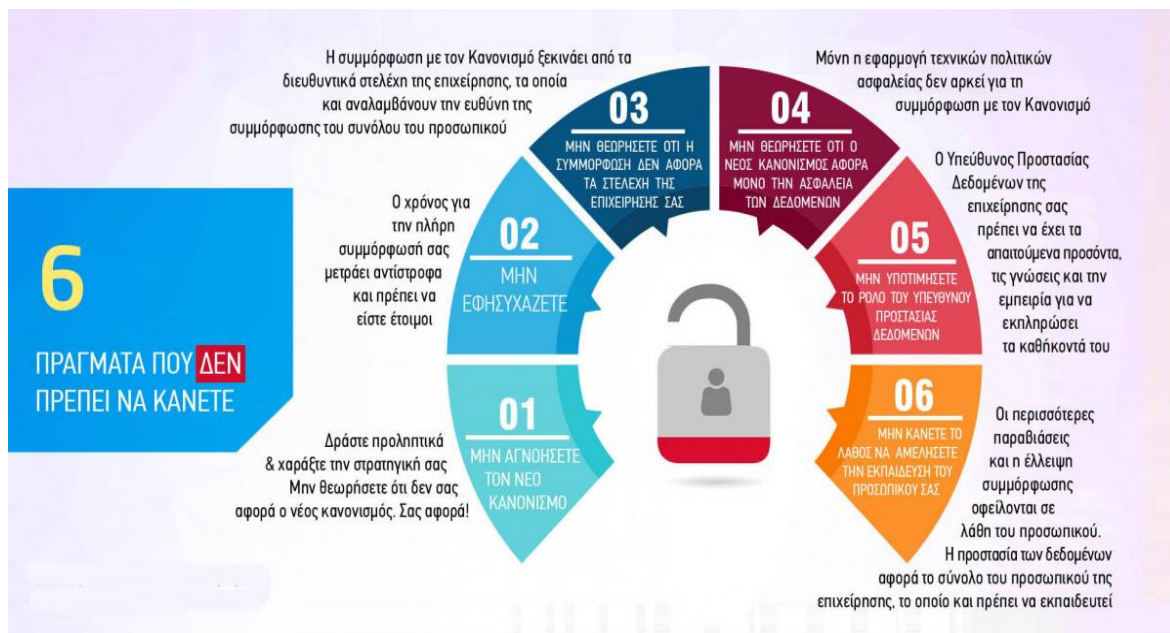 6
ΠΡΑΓΜΑΤΑ ΠΟΥ ΔΕΝ
ΠΡΕΠΕΙ ΝΑ ΚΑΝΕΤΕ
01
ΜΗΝ ΑΓΝΟΗΣΕΤΕ
ΤΟΝ ΝΕΟ
ΚΑΝΟΝΙΣΜΟ
Δράστε προληπτικά
& χαράξτε την στρατηγική σας
Μην θεωρήσετε ότι δεν σας
αφορά ο νέος κανονισμός. Σας αφορά!
02
ΜΗΝ
ΕΦΗΣΥΧΑΖΕΤΕ
Ο χρόνος για
την πλήρη
συμμόρφωσή σας
μετράει αντίστροφα
και πρέπει να
είστε έτοιμοι
03
ΜΗΝ ΘΕΩΡΗΣΕΤΕ ΟΤΙ Η
ΣΥΜΜΟΡΦΩΣΗ ΔΕΝ ΑΦΟΡΑ
ΤΑ ΣΤΕΛΕΧΗ ΤΗΣ
ΕΠΙΧΕΙΡΗΣΗΣ ΣΑΣ
Η συμμόρφωση με τον Κανονισμό ξεκινάει από τα
διευθυντικά στελέχη της επιχείρησης, τα οποία
και αναλαμβάνουν την ευθύνη της
συμμόρφωσης του συνόλου του προσωπικού
04
ΜΗΝ ΘΕΩΡΗΣΕΤΕ ΟΤΙ Ο
ΝΕΟΣ ΚΑΝΟΝΙΣΜΟΣ ΑΦΟΡΑ
ΜΟΝΟ ΤΗΝ ΑΣΦΑΛΕΙΑ
ΤΩΝ ΔΕΔΟΜΕΝΩΝ
Μόνη η εφαρμογή τεχνικών πολιτικών
ασφαλείας δεν αρκεί για τη
συμμόρφωση με τον Κανονισμό
05
ΜΗΝ ΥΠΟΤΙΜΗΣΕΤΕ
ΤΟ ΡΟΛΟ ΤΟΥ ΥΠΕΥΘΥΝΟΥ
ΠΡΟΣΤΑΣΙΑΣ
ΔΕΔΟΜΕΝΩΝ
Ο Υπεύθυνος Προστασίας
Δεδομένων της
επιχείρησης σας
πρέπει να έχει τα
απαιτούμενα προσόντα,
τις γνώσεις και την
εμπειρία για να
εκπληρώσει
τα καθήκοντά του
06
ΜΗΝ ΚΑΝΕΤΕ ΤΟ
ΛΑΘΟΣ ΝΑ ΑΜΕΛΗΣΕΤΕ
ΤΗΝ ΕΚΠΑΙΔΕΥΣΗ ΤΟΥ
ΠΡΟΣΩΠΙΚΟΥ ΣΑΣ
Οι περισσότερες
παραβιάσεις
και η έλλειψη
συμμόρφωσης
οφείλονται σε
λάθη του προσωπικού.
Η προστασία των δεδομένων
αφορά το σύνολο του προσωπικού της
επιχείρησης, το οποίο και πρέπει να εκπαιδευτεί